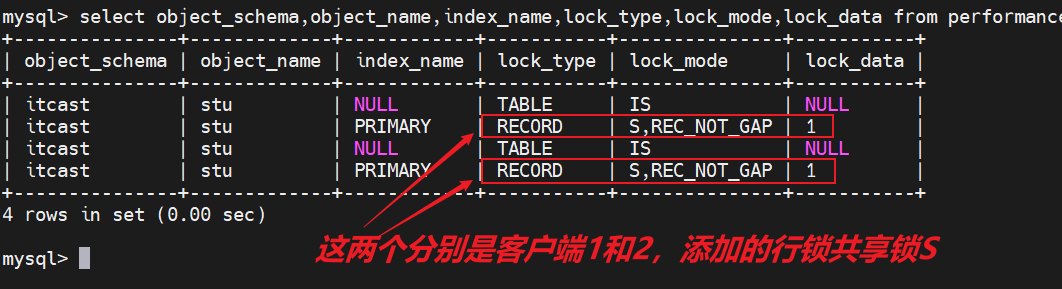 mysql> select object_schema,object_name,index_name,lock_type,lock_mode,lock_data from performance
+---------------+-------------+------------+-----------+---------------+-----------+
| object_schema | object_name | index_name | lock_type | lock_mode | lock_data |
+---------------+-------------+------------+-----------+---------------+-----------+
| itcast | stu | NULL | TABLE | IS | NULL |
| itcast | stu | PRIMARY | RECORD | S,REC_NOT_GAP | 1 |
| itcast | stu | NULL | TABLE | IS | NULL |
| itcast | stu | PRIMARY | RECORD | S,REC_NOT_GAP | 1 |
+---------------+-------------+------------+-----------+---------------+-----------+
4 rows in set (0.00 sec)
这两个分别是客户端1和2，添加的行锁共享锁S
mysql>